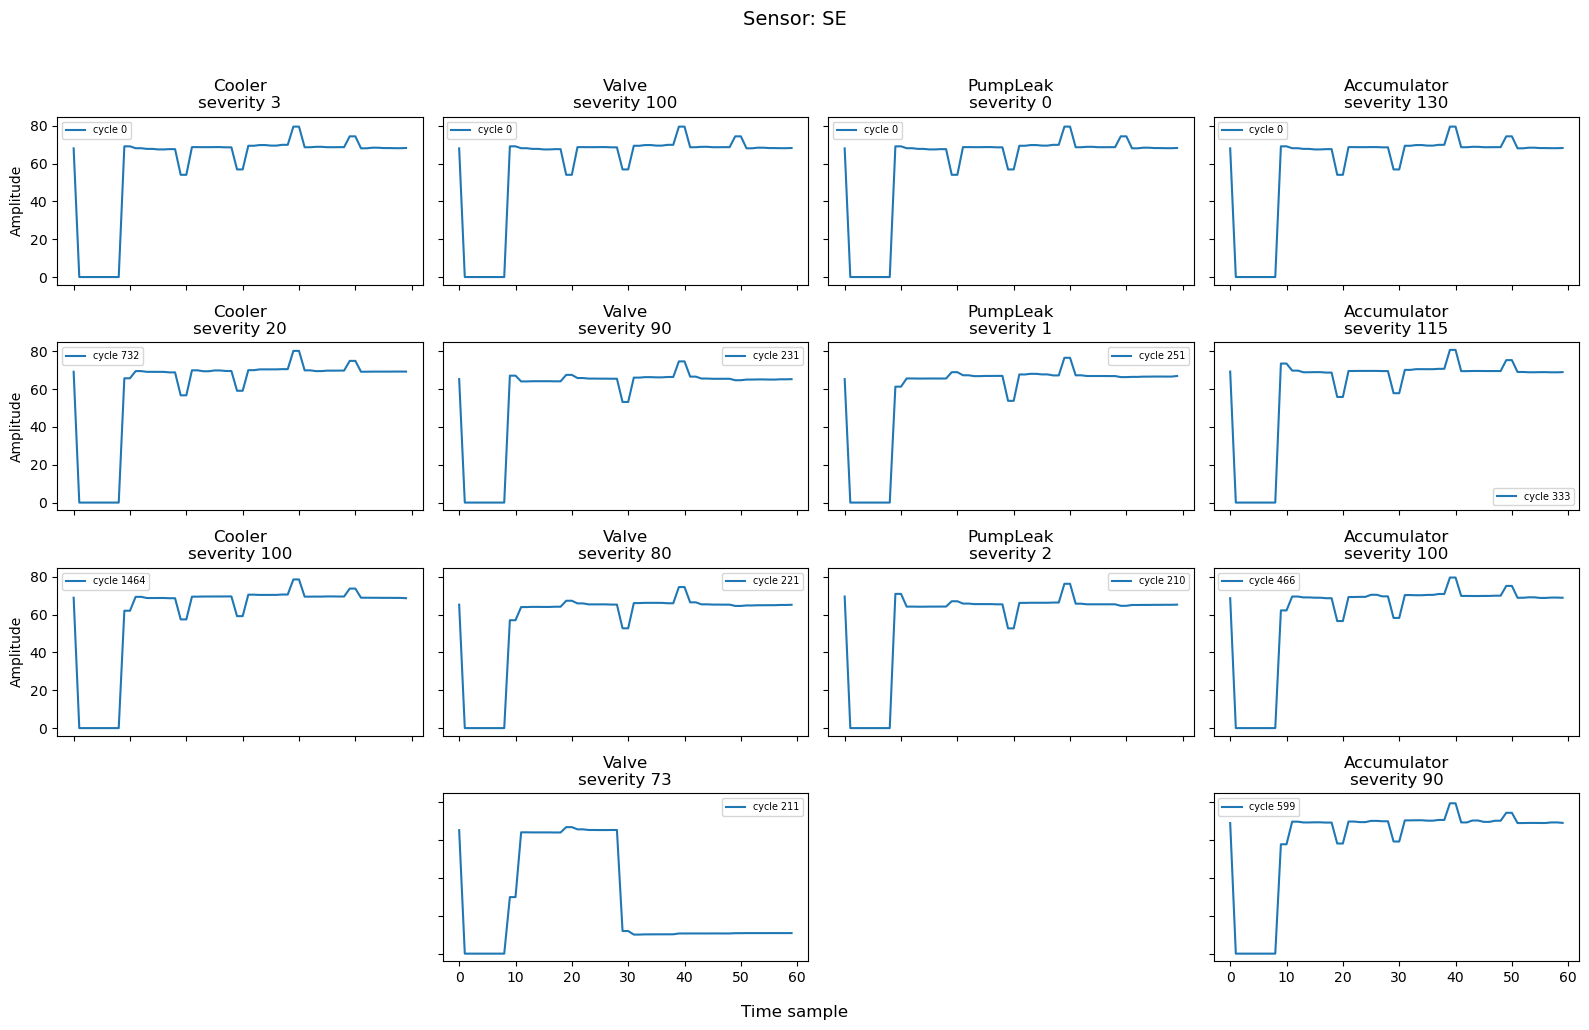 Sensor: SE
Cooler
severity 3
Valve
severity 100
PumpLeak
severity 0
Accumulator
severity 130
Amplitude
80
60
40
20
0
cycle 0
cycle 0
cycle 0
cycle 0
Cooler
severity 20
Valve
severity 90
PumpLeak
severity 1
Accumulator
severity 115
Amplitude
80
60
40
20
0
cycle 732
cycle 231
cycle 251
cycle 333
Cooler
severity 100
Valve
severity 80
PumpLeak
severity 2
Accumulator
severity 100
Amplitude
80
60
40
20
0
cycle 1464
cycle 221
cycle 210
cycle 466
Valve
severity 73
Accumulator
severity 90
cycle 211
cycle 599
0 10 20 30 40 50 60
0 10 20 30 40 50 60
Time sample